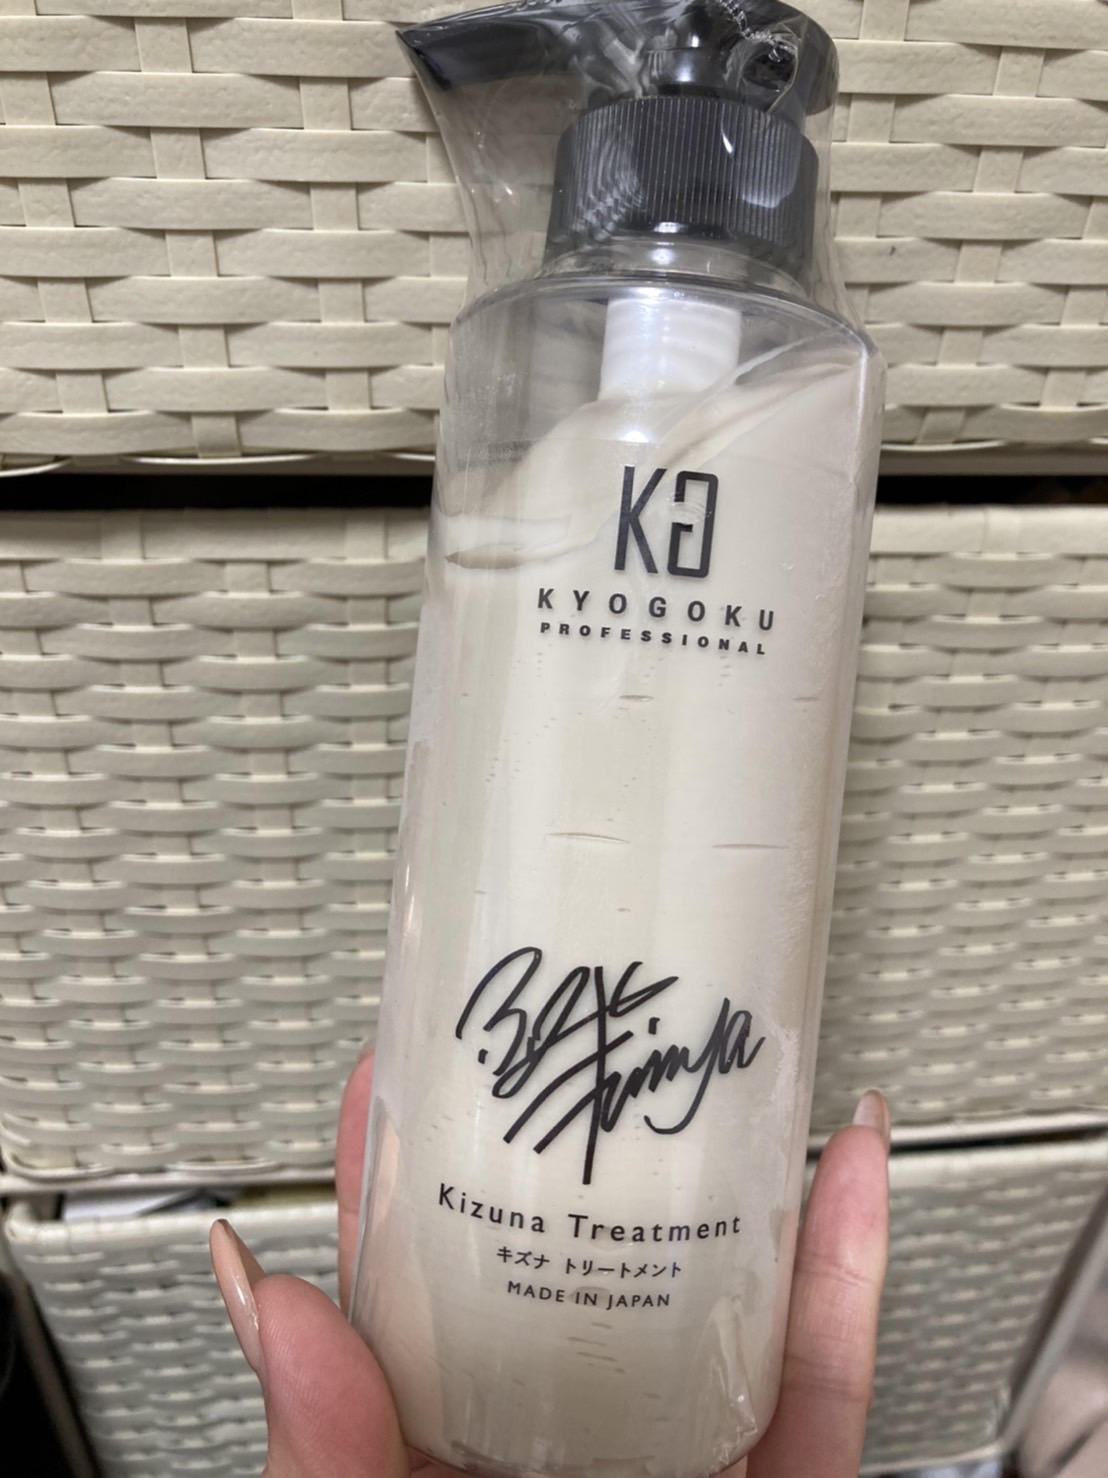 KG
KYOGOKU
PROFESSIONAL
Kizuna Treatment
キズナ トリートメント
MADE IN JAPAN